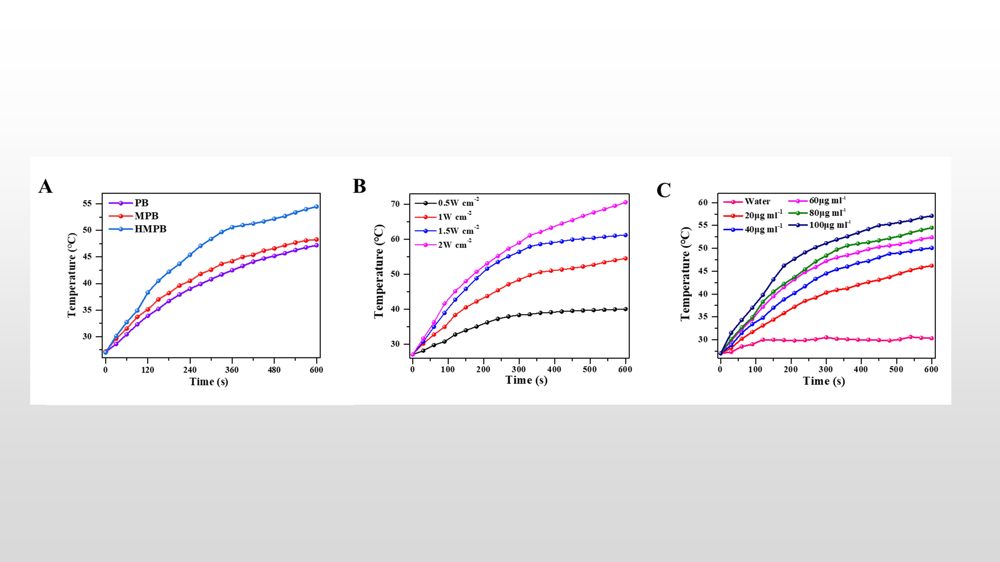 A
PB
MPB
HMPB
55
50
45
40
35
30
Temperature (°C)
0 120 240 360 480 600
Time (s)
B
0.5W cm⁻²
1W cm⁻²
1.5W cm⁻²
2W cm⁻²
70
60
50
40
30
Temperature (°C)
0 100 200 300 400 500 600
Time (s)
C
Water
20μg ml⁻¹
40μg ml⁻¹
60μg ml⁻¹
80μg ml⁻¹
100μg ml⁻¹
60
55
50
45
40
35
30
Temperature (°C)
0 100 200 300 400 500 600
Time (s)